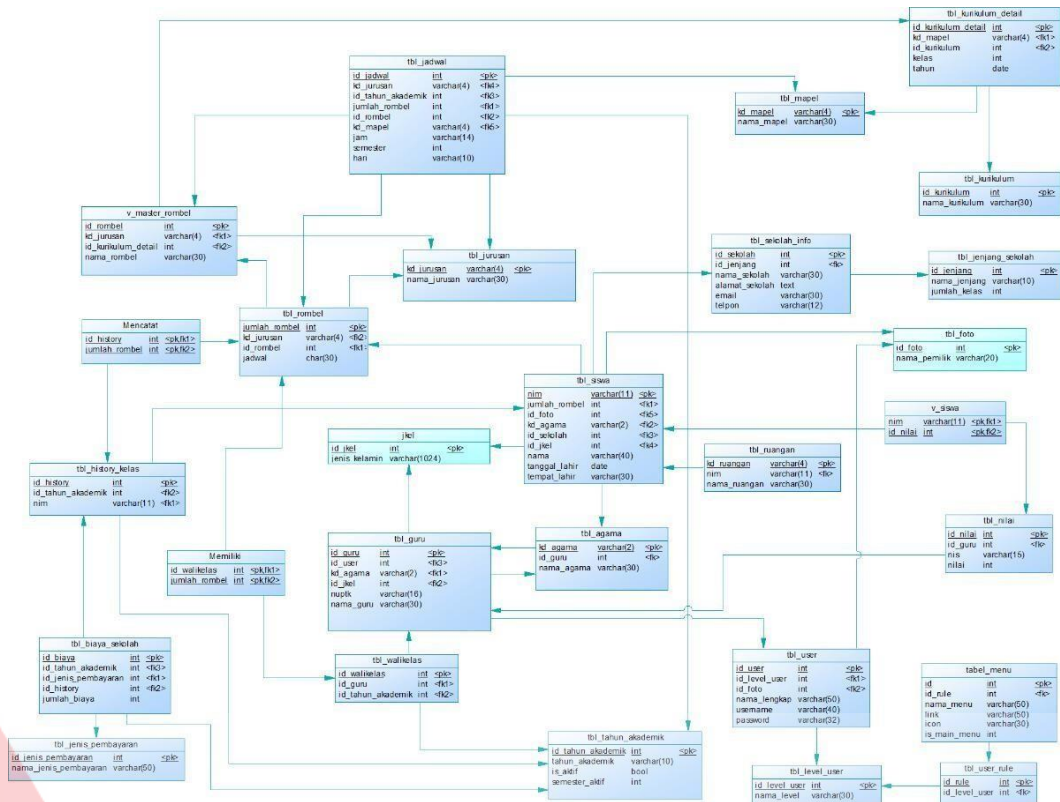 tbl_kurikulum_detail
id_kurikulum_detail int <pk>
kd_mapel varchar(4) <fk1>
id_kurikulum int <fk2>
kelas int
tahun date
tbl_jadwal
id_jadwal int <pk>
kd_jurusan varchar(4) <fk4>
id_tahun_akademik int <fk3>
jumlah_rombel int <fk1>
id_rombel int <fk2>
kd_mapel varchar(4) <fk5>
jam varchar(14)
semester int
hari varchar(10)
tbl_mapel
kd_mapel varchar(4) <pk>
nama_mapel varchar(30)
tbl_kurikulum
id_kurikulum int <pk>
nama_kurikulum varchar(30)
v_master_rombel
id_rombel int <pk>
kd_jurusan varchar(4) <fk1>
id_kurikulum_detail int <fk2>
nama_rombel varchar(30)
tbl_jurusan
kd_jurusan varchar(4) <pk>
nama_jurusan varchar(30)
tbl_sekolah_info
id_sekolah int <pk>
id_jenjang int <fk>
nama_sekolah varchar(30)
alamat_sekolah text
email varchar(30)
telpon varchar(12)
tbl_jenjang_sekolah
id_jenjang int <pk>
nama_jenjang varchar(10)
jumlah_kelas int
Mencatat
id_history int <pk,fk1>
jumlah_rombel int <pk,fk2>
tbl_rombel
jumlah_rombel int <pk>
kd_jurusan varchar(4) <fk2>
id_rombel int <fk1>
jadwal char(30)
tbl_foto
id_foto int <pk>
nama_pemilik varchar(20)
tbl_siswa
nim varchar(11) <pk>
jumlah_rombel int <fk1>
id_foto int <fk5>
kd_agama varchar(2) <fk2>
id_sekolah int <fk3>
id_jkel int <fk4>
nama varchar(40)
tanggal_lahir date
tempat_lahir varchar(30)
v_siswa
nim varchar(11) <pk,fk1>
id_nilai int <pk,fk2>
jkel
id_jkel int <pk>
jenis_kelamin varchar(1024)
tbl_ruangan
kd_ruangan varchar(4) <pk>
nim varchar(11) <fk>
nama_ruangan varchar(30)
tbl_history_kelas
id_history int <pk>
id_tahun_akademik int <fk2>
nim varchar(11) <fk1>
tbl_nilai
id_nilai int <pk>
id_guru int <fk>
nis varchar(15)
nilai int
tbl_guru
id_guru int <pk>
id_user int <fk3>
kd_agama varchar(2) <fk1>
id_jkel int <fk2>
nuptk varchar(16)
nama_guru varchar(30)
tbl_agama
kd_agama varchar(2) <pk>
id_guru int <fk>
nama_agama varchar(30)
Memiliki
id_walikelas int <pk,fk1>
jumlah_rombel int <pk,fk2>
tbl_biaya_sekolah
id_biaya int <pk>
id_tahun_akademik int <fk3>
id_jenis_pembayaran int <fk1>
id_history int <fk2>
jumlah_biaya int
tbl_walikelas
id_walikelas int <pk>
id_guru int <fk1>
id_tahun_akademik int <fk2>
tbl_user
id_user int <pk>
id_level_user int <fk1>
id_foto int <fk2>
nama_lengkap varchar(50)
username varchar(40)
password varchar(32)
tabel_menu
id int <pk>
id_rule int <fk>
nama_menu varchar(50)
link varchar(50)
icon varchar(30)
is_main_menu int
tbl_jenis_pembayaran
id_jenis_pembayaran int <pk>
nama_jenis_pembayaran varchar(50)
tbl_tahun_akademik
id_tahun_akademik int <pk>
tahun_akademik varchar(10)
is_aktif bool
semester_aktif int
tbl_level_user
id_level_user int <pk>
nama_level varchar(30)
tbl_user_rule
id_rule int <pk>
id_level_user int <fk>